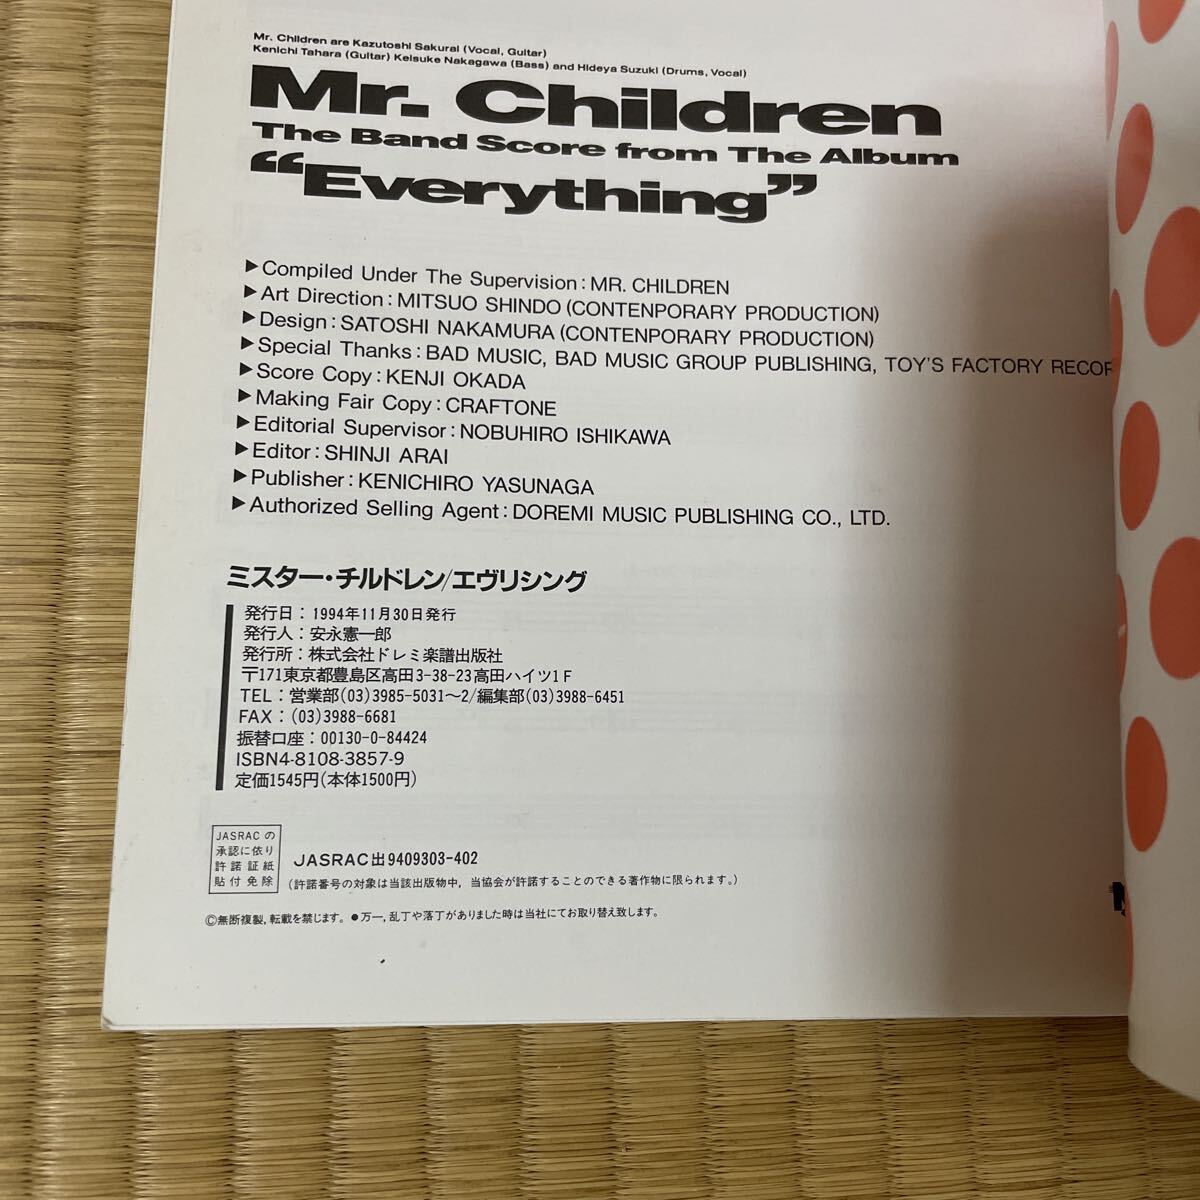 Mr. Children are Kazutoshi Sakurai (Vocal, Guitar)
Kenichi Tahara (Guitar) Keisuke Nakagawa (Bass) and Hideya Suzuki (Drums, Vocal)
Mr. Children
The Band Score from The Album
“Everything”
▶Compiled Under The Supervision：MR. CHILDREN
▶Art Direction：MITSUO SHINDO (CONTENPORARY PRODUCTION)
▶Design：SATOSHI NAKAMURA (CONTENPORARY PRODUCTION)
▶Special Thanks：BAD MUSIC, BAD MUSIC GROUP PUBLISHING, TOY'S FACTORY RECOR
▶Score Copy：KENJI OKADA
▶Making Fair Copy：CRAFTONE
▶Editorial Supervisor：NOBUHIRO ISHIKAWA
▶Editor：SHINJI ARAI
▶Publisher：KENICHIRO YASUNAGA
▶Authorized Selling Agent：DOREMI MUSIC PUBLISHING CO., LTD.
ミスター・チルドレン/エヴリシング
発行日：1994年11月30日発行
発行人：安永憲一郎
発行所：株式会社ドレミ楽譜出版社
〒171東京都豊島区高田3-38-23高田ハイツ1F
TEL：営業部(03)3985-5031〜2/編集部(03)3988-6451
FAX：(03)3988-6681
振替口座：00130-0-84424
ISBN4-8108-3857-9
定価1545円(本体1500円)
JASRACの
承認に依り
許諾証紙
貼付免除
JASRAC出9409303-402
(許諾番号の対象は当該出版物中，当協会が許諾することのできる著作物に限られます。)
©無断複製，転載を禁じます。●万一，乱丁や落丁がありました時は当社にてお取り替え致します。